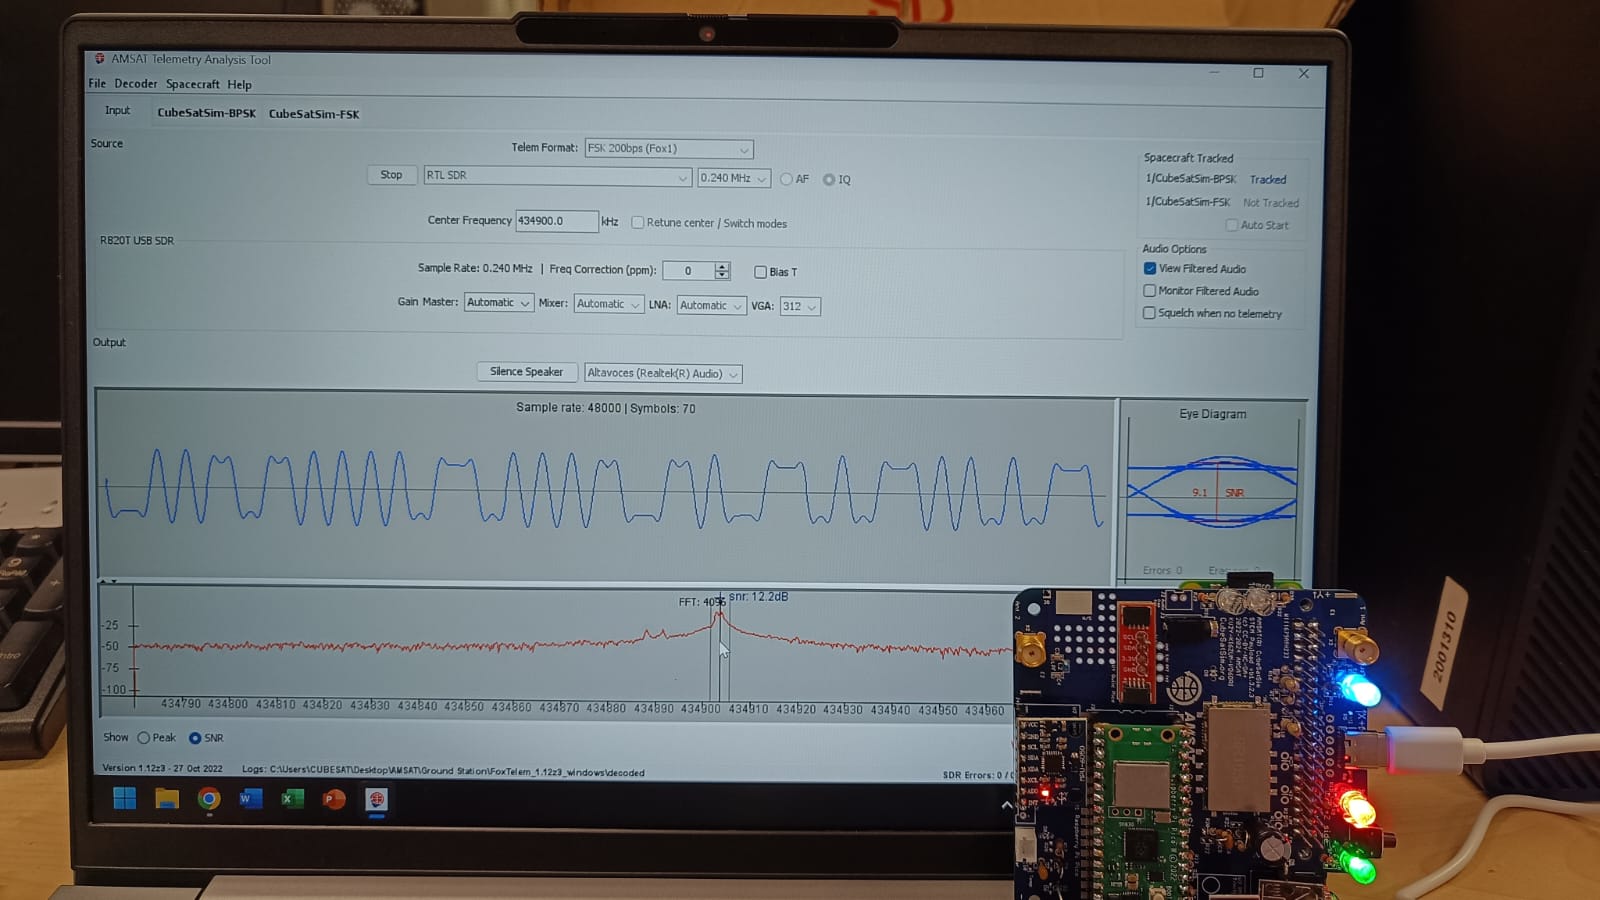 AMSAT Telemetry Analysis Tool
File Decoder Spacecraft Help
Input CubeSatSim-BPSK CubeSatSim-FSK
Source
Telem Format: FSK 200bps (Fox1)
Stop RTL SDR 0.240 MHz AF IQ
Center Frequency 434900.0 kHz Retune center / Switch modes
Spacecraft Tracked
1/CubeSatSim-BPSK Tracked
1/CubeSatSim-FSK Not Tracked
Auto Start
R820T USB SDR
Sample Rate: 0.240 MHz | Freq Correction (ppm): 0 Bias T
Gain Master: Automatic Mixer: Automatic LNA: Automatic VGA: 312
Audio Options
View Filtered Audio
Monitor Filtered Audio
Squelch when no telemetry
Output
Silence Speaker Altavoces (Realtek(R) Audio)
Sample rate: 48000 | Symbols: 70
Eye Diagram
9.1 SNR
Errors 0
FFT: 4096 snr: 12.2dB
-25
-50
-75
-100
434790 434800 434810 434820 434830 434840 434850 434860 434870 434880 434890 434900 434910 434920 434930 434940 434950 434960
Show Peak SNR
Version 1.12z3 - 27 Oct 2022 Logs: C:\Users\CUBESAT\Desktop\AMSAT\Ground Station\FoxTelem_1.12z3_windows\decoded SDR Errors: 0 / 0
2001310